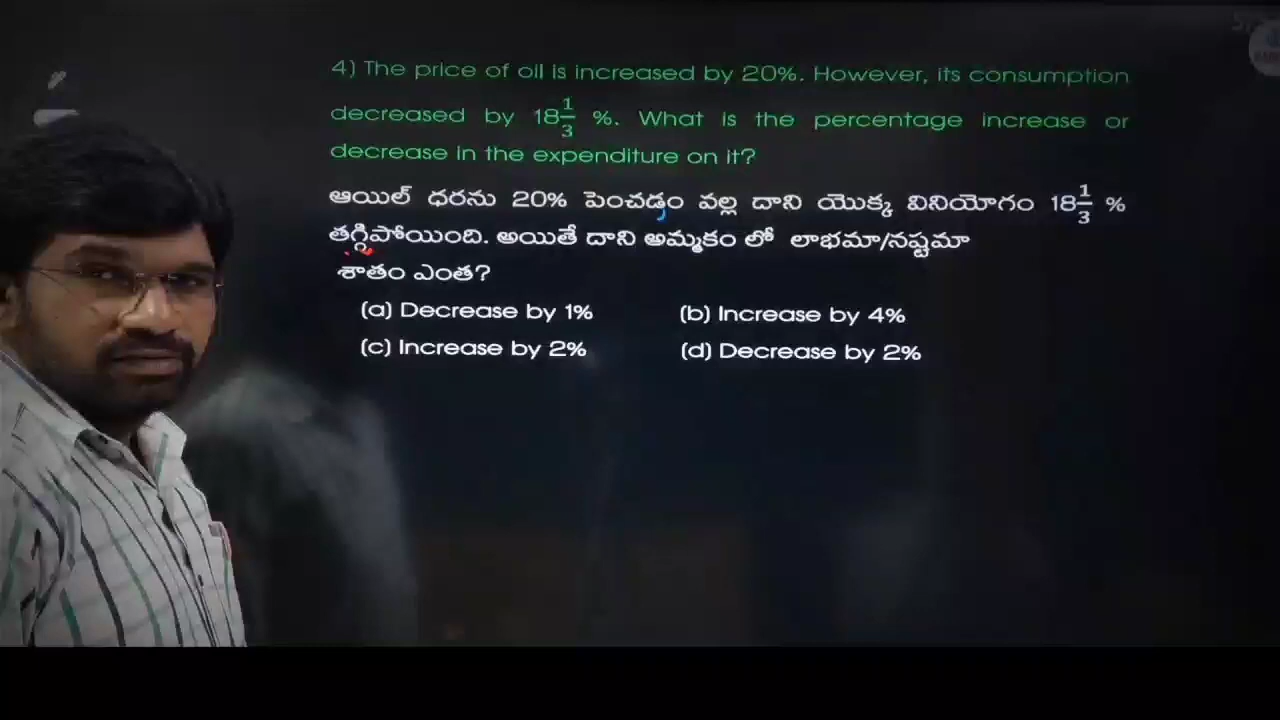 4) The price of oil is increased by 20%. However, its consumption
decreased by 18 1/3 %. What is the percentage increase or
decrease in the expenditure on it?
ఆయిల్ ధరను 20% పెంచడం వల్ల దాని యొక్క వినియోగం 18 1/3 %
తగ్గిపోయింది. అయితే దాని అమ్మకం లో లాభమా/నష్టమా
శాతం ఎంత?
(a) Decrease by 1% (b) Increase by 4%
(c) Increase by 2% (d) Decrease by 2%